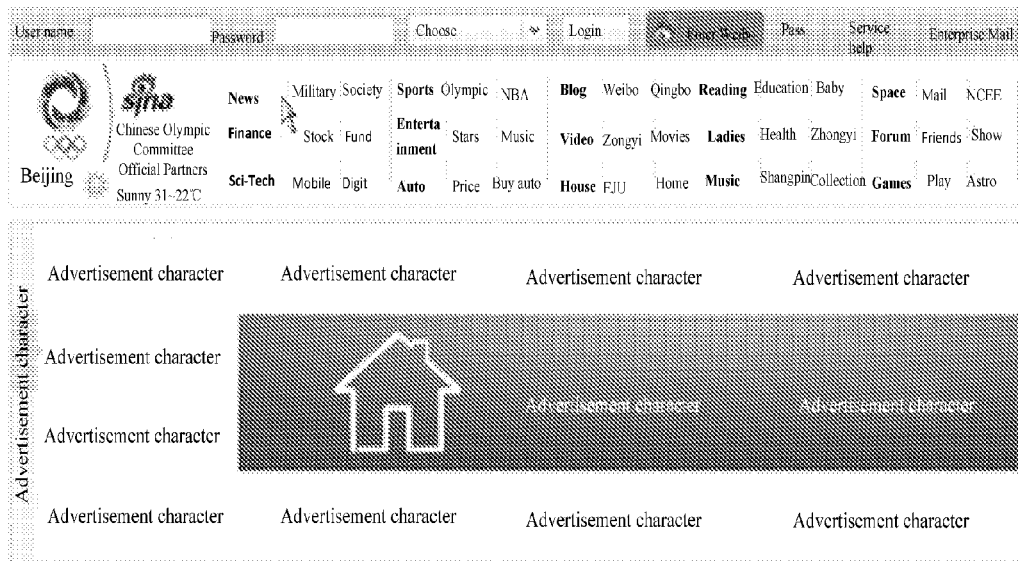 User name Password Choose Login Enter Weibo Pass Service help Enterprise Mail
sina
Chinese Olympic
Committee
Official Partners
Beijing
Sunny 31~22℃
News Military Society Sports Olympic NBA Blog Weibo Qingbo Reading Education Baby Space Mail NCEE
Finance Stock Fund Entertainment Stars Music Video Zongyi Movies Ladies Health Zhongyi Forum Friends Show
Sci-Tech Mobile Digit Auto Price Buy auto House EJU Home Music Shangpin Collection Games Play Astro
Advertisement character
Advertisement character Advertisement character Advertisement character Advertisement character
Advertisement character
Advertisement character Advertisement character
Advertisement character
Advertisement character Advertisement character Advertisement character Advertisement character